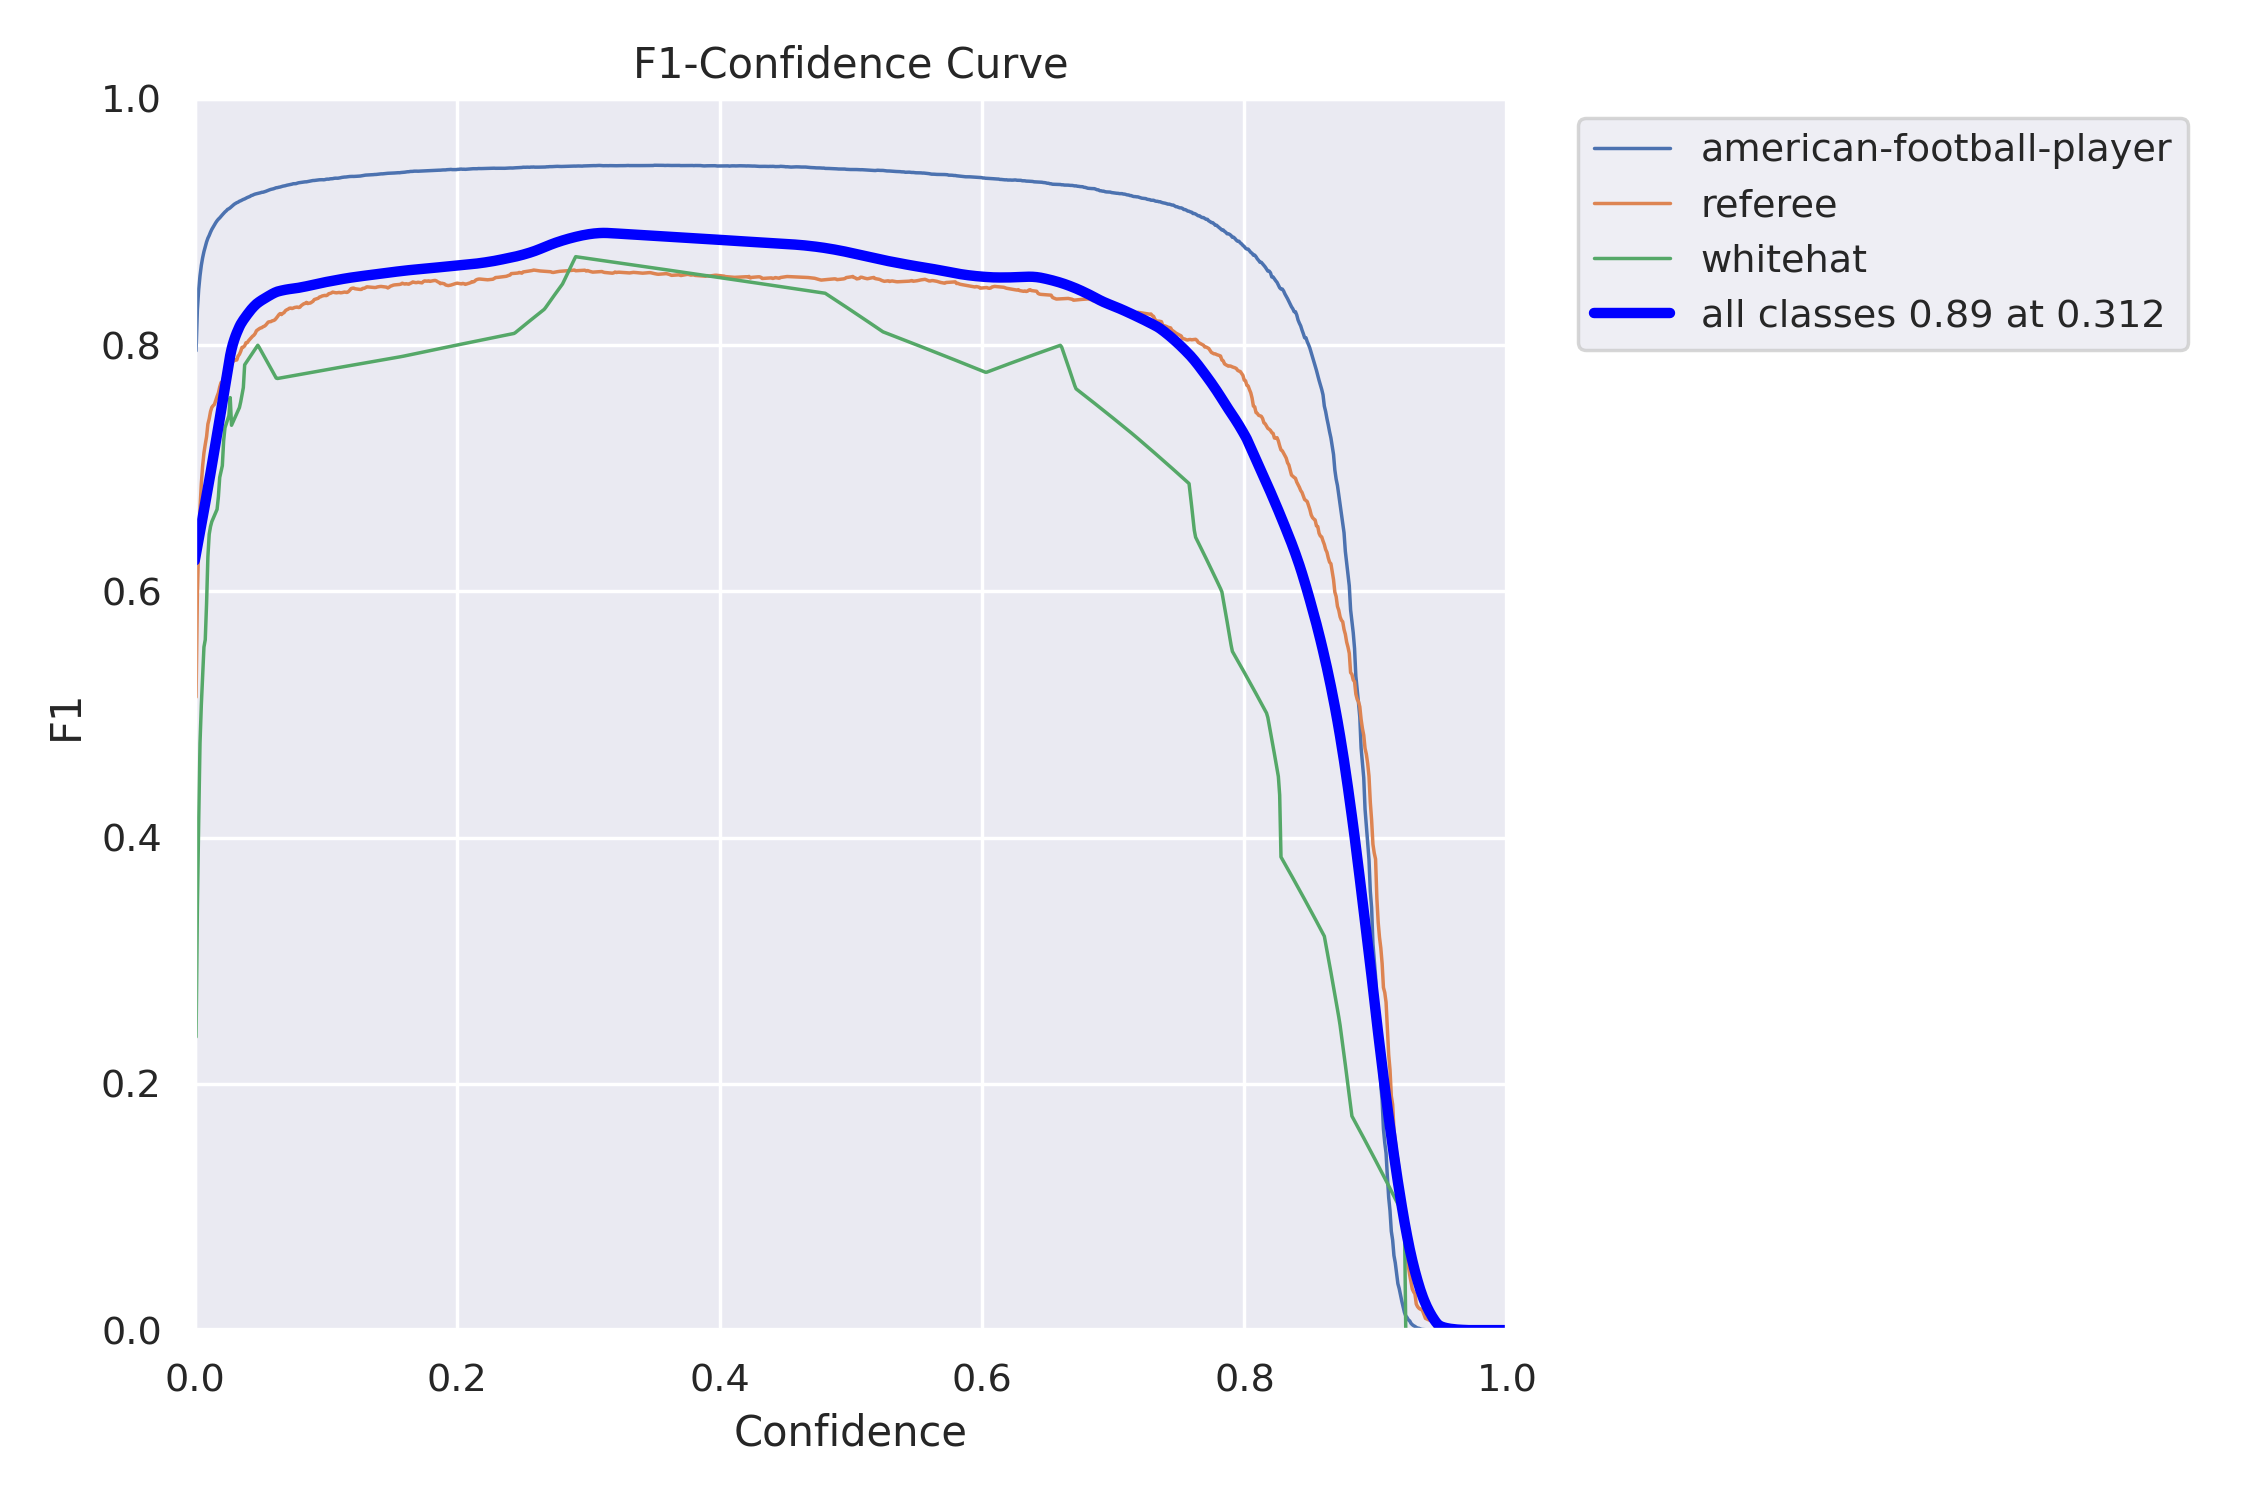 F1-Confidence Curve
1.0
0.8
0.6
0.4
0.2
0.0
F1
0.0 0.2 0.4 0.6 0.8 1.0
Confidence
american-football-player
referee
whitehat
all classes 0.89 at 0.312